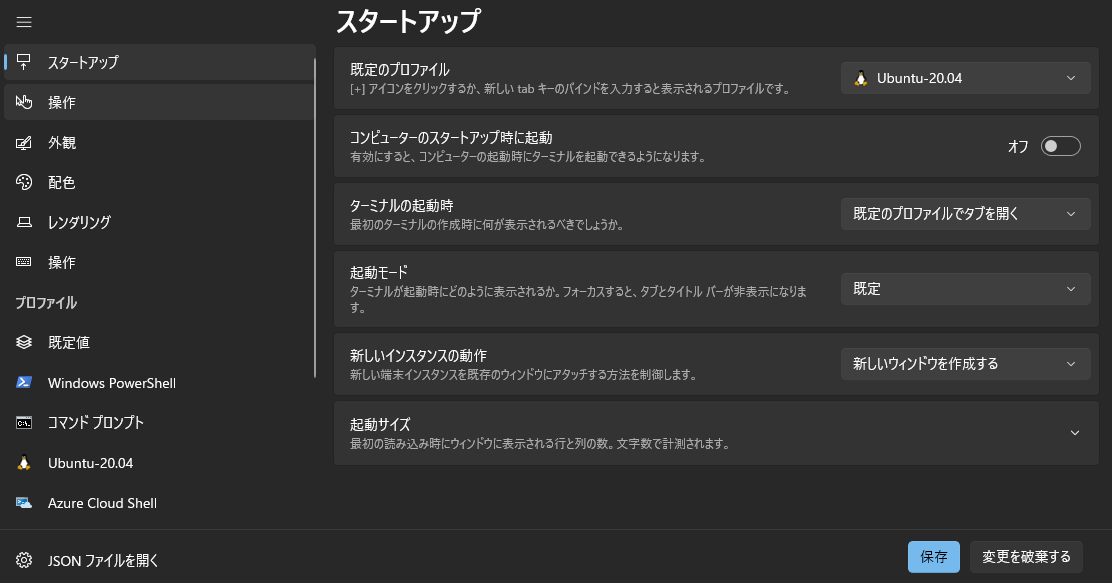 スタートアップ
操作
外観
配色
レンダリング
操作
プロファイル
既定値
Windows PowerShell
コマンド プロンプト
Ubuntu-20.04
Azure Cloud Shell
JSON ファイルを開く
スタートアップ
既定のプロファイル
[+] アイコンをクリックするか、新しい tab キーのバインドを入力すると表示されるプロファイルです。
Ubuntu-20.04
コンピューターのスタートアップ時に起動
有効にすると、コンピューターの起動時にターミナルを起動できるようになります。
オフ
ターミナルの起動時
最初のターミナルの作成時に何が表示されるべきでしょうか。
既定のプロファイルでタブを開く
起動モード
ターミナルが起動時にどのように表示されるか。フォーカスすると、タブとタイトル バーが非表示になりま
す。
既定
新しいインスタンスの動作
新しい端末インスタンスを既存のウィンドウにアタッチする方法を制御します。
新しいウィンドウを作成する
起動サイズ
最初の読み込み時にウィンドウに表示される行と列の数。文字数で計測されます。
保存
変更を破棄する